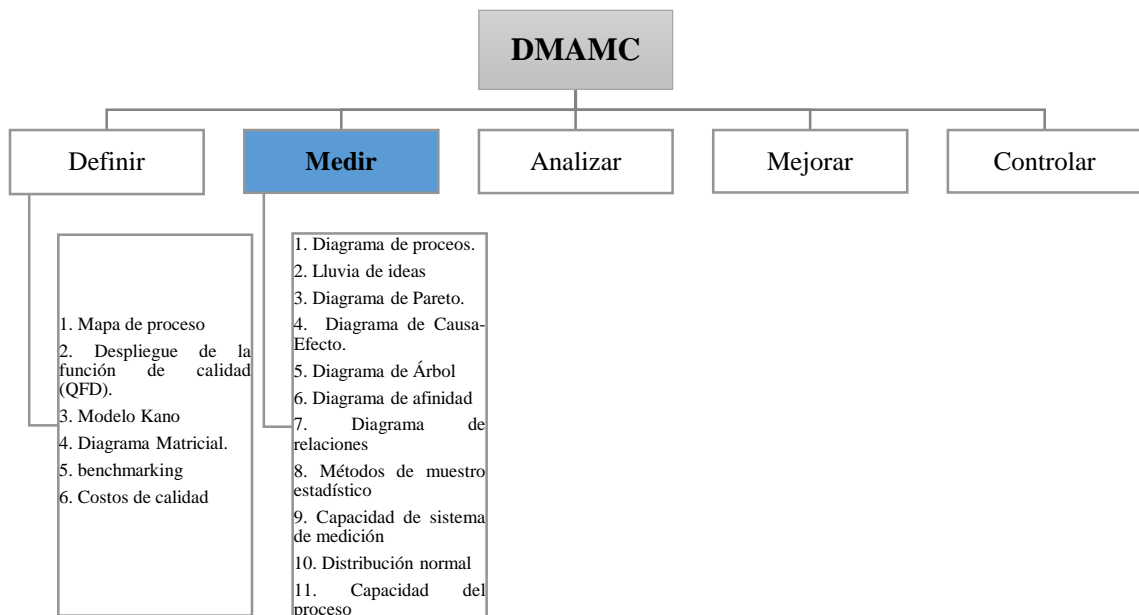 DMAMC
Definir
Medir
Analizar
Mejorar
Controlar
1. Mapa de proceso
2. Despliegue de la
función de calidad
(QFD).
3. Modelo Kano
4. Diagrama Matricial.
5. benchmarking
6. Costos de calidad
1. Diagrama de proceos.
2. Lluvia de ideas
3. Diagrama de Pareto.
4. Diagrama de Causa-
Efecto.
5. Diagrama de Árbol
6. Diagrama de afinidad
7. Diagrama de
relaciones
8. Métodos de muestro
estadístico
9. Capacidad de sistema
de medición
10. Distribución normal
11. Capacidad del
proceso